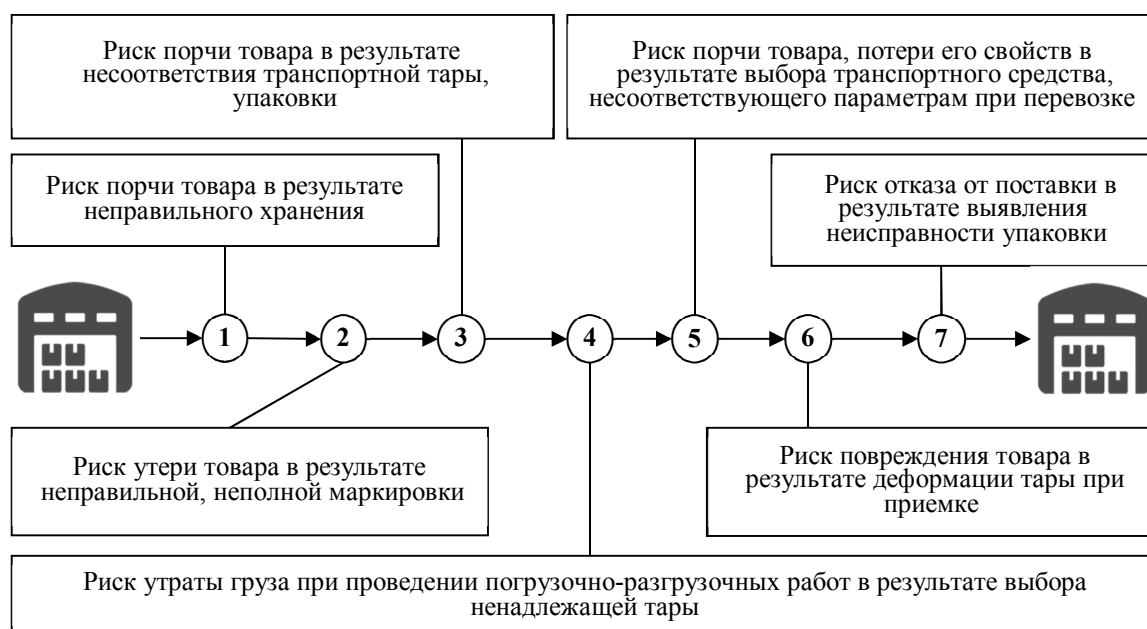 Риск порчи товара в результате
несоответствия транспортной тары,
упаковки
Риск порчи товара, потери его свойств в
результате выбора транспортного средства,
несоответствующего параметрам при перевозке
Риск порчи товара в результате
неправильного хранения
Риск отказа от поставки в
результате выявления
неисправности упаковки
1
2
3
4
5
6
7
Риск утери товара в результате
неправильной, неполной маркировки
Риск повреждения товара в
результате деформации тары при
приемке
Риск утраты груза при проведении погрузочно-разгрузочных работ в результате выбора
ненадлежащей тары